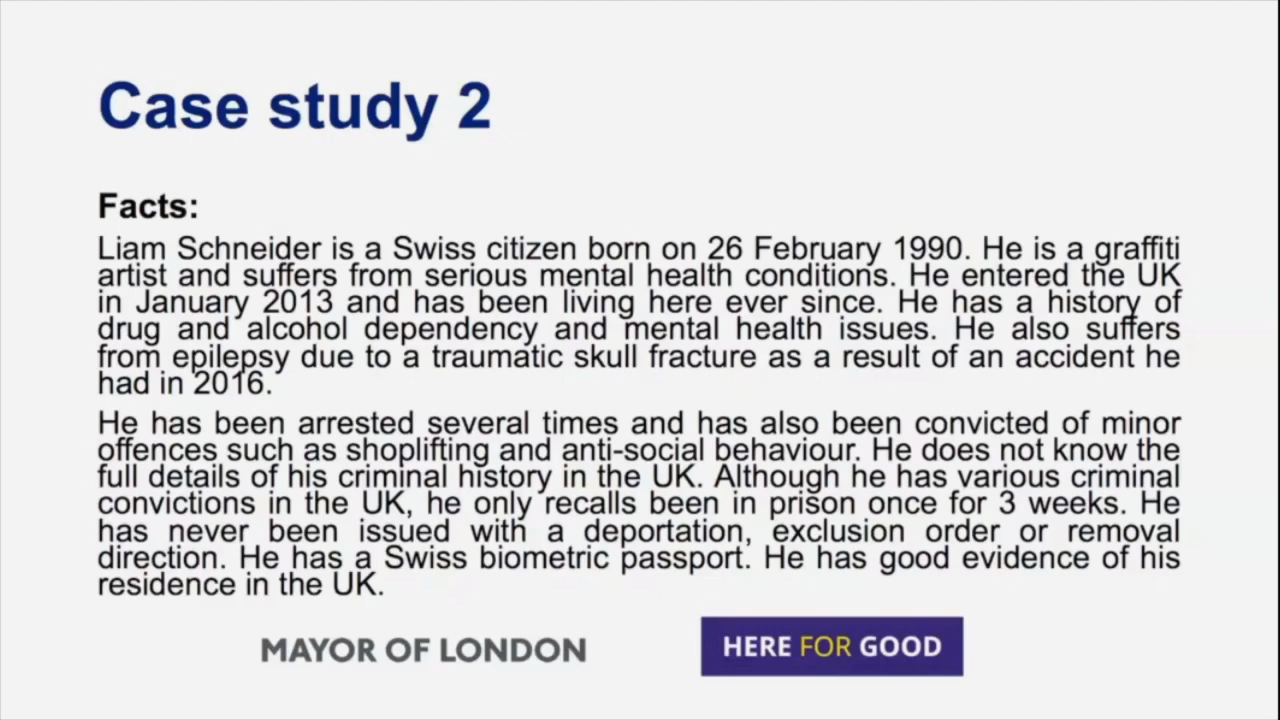 Case study 2
Facts:
Liam Schneider is a Swiss citizen born on 26 February 1990. He is a graffiti
artist and suffers from serious mental health conditions. He entered the UK
in January 2013 and has been living here ever since. He has a history of
drug and alcohol dependency and mental health issues. He also suffers
from epilepsy due to a traumatic skull fracture as a result of an accident he
had in 2016.
He has been arrested several times and has also been convicted of minor
offences such as shoplifting and anti-social behaviour. He does not know the
full details of his criminal history in the UK. Although he has various criminal
convictions in the UK, he only recalls been in prison once for 3 weeks. He
has never been issued with a deportation, exclusion order or removal
direction. He has a Swiss biometric passport. He has good evidence of his
residence in the UK.
MAYOR OF LONDON
HERE FOR GOOD